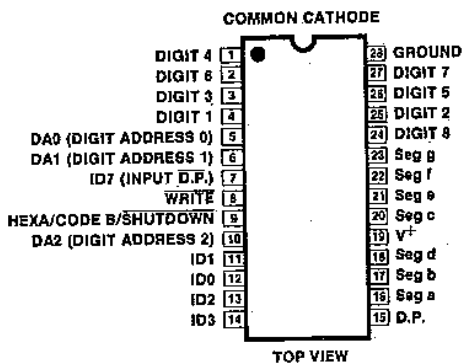 COMMON CATHODE
DIGIT 4 1
DIGIT 6 2
DIGIT 3 3
DIGIT 1 4
DA0 (DIGIT ADDRESS 0) 5
DA1 (DIGIT ADDRESS 1) 6
ID7 (INPUT D.P.) 7
WRITE 8
HEXA/CODE B/SHUTDOWN 9
DA2 (DIGIT ADDRESS 2) 10
ID1 11
ID0 12
ID2 13
ID3 14
28 GROUND
27 DIGIT 7
26 DIGIT 5
25 DIGIT 2
24 DIGIT 8
23 Seg g
22 Seg f
21 Seg e
20 Seg c
19 V+
18 Seg d
17 Seg b
16 Seg a
15 D.P.
TOP VIEW